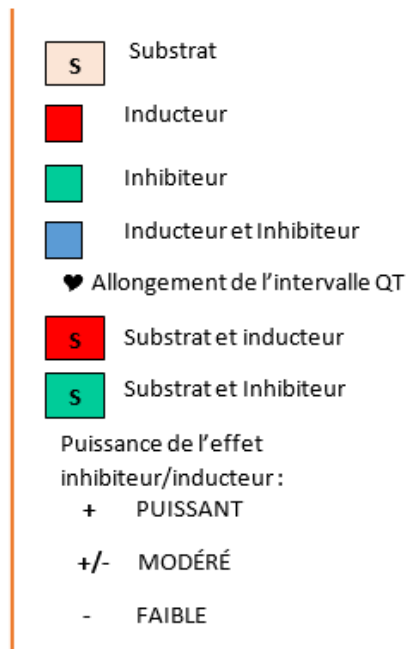 S Substrat
Inducteur
Inhibiteur
Inducteur et Inhibiteur
♥ Allongement de l’intervalle QT
S Substrat et inducteur
S Substrat et Inhibiteur
Puissance de l’effet
inhibiteur/inducteur :
+ PUISSANT
+/- MODÉRÉ
- FAIBLE